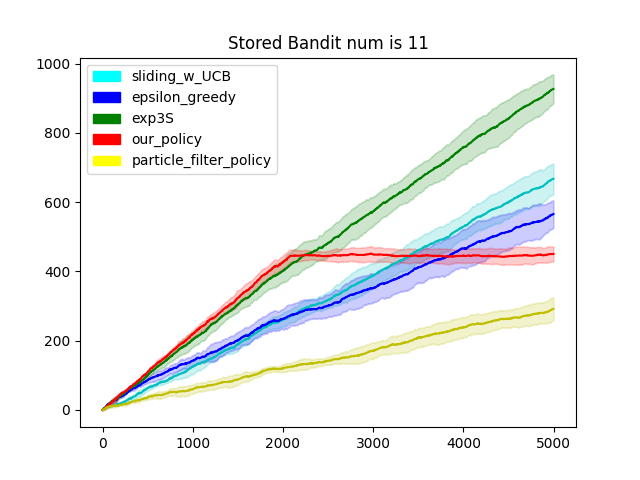 Stored Bandit num is 11
1000
800
600
400
200
0
sliding_w_UCB
epsilon_greedy
exp3S
our_policy
particle_filter_policy
0 1000 2000 3000 4000 5000